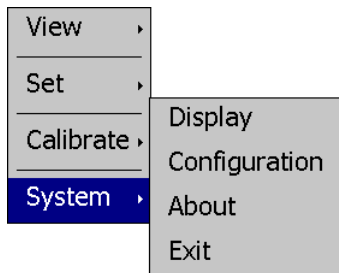 View
Set
Calibrate
System
Display
Configuration
About
Exit